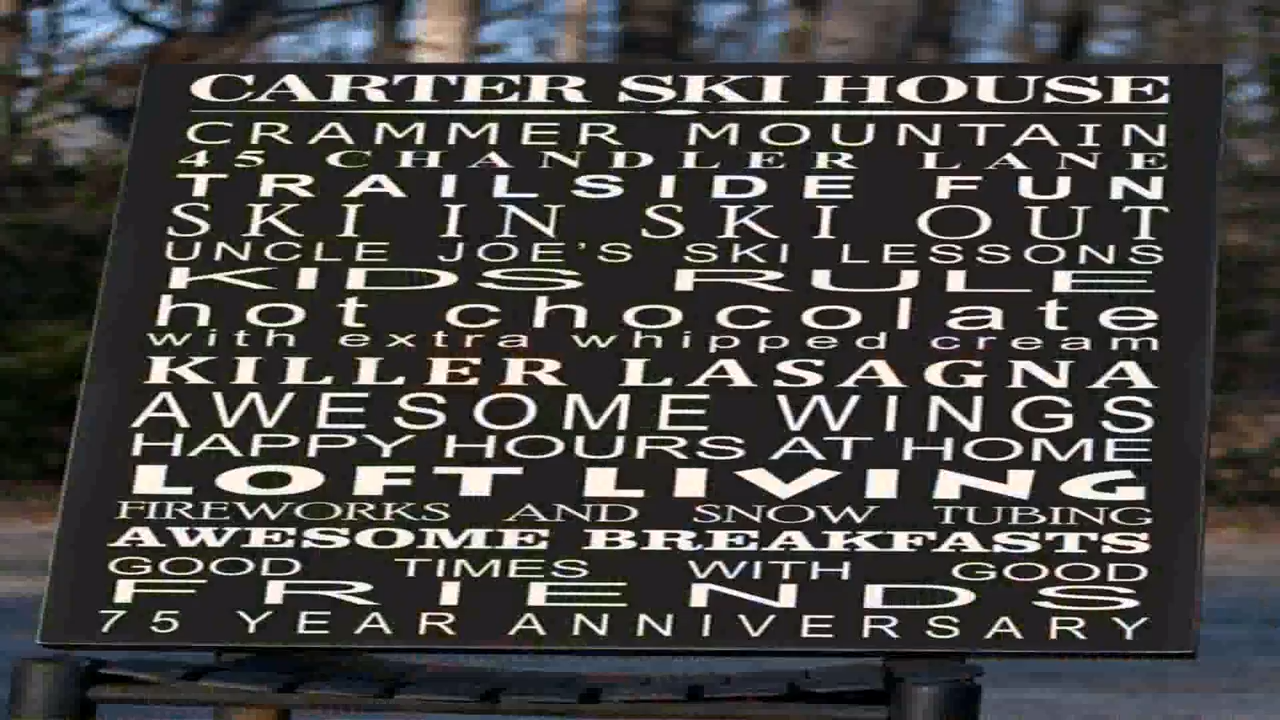 CARTER SKI HOUSE
CRAMMER MOUNTAIN
45 CHANDLER LANE
TRAILSIDE FUN
SKI IN SKI OUT
UNCLE JOE'S SKI LESSONS
KIDS RULE
hot chocolate
with extra whipped cream
KILLER LASAGNA
AWESOME WINGS
HAPPY HOURS AT HOME
LOFT LIVING
FIREWORKS AND SNOW TUBING
AWESOME BREAKFASTS
GOOD TIMES WITH GOOD
FRIENDS
75 YEAR ANNIVERSARY